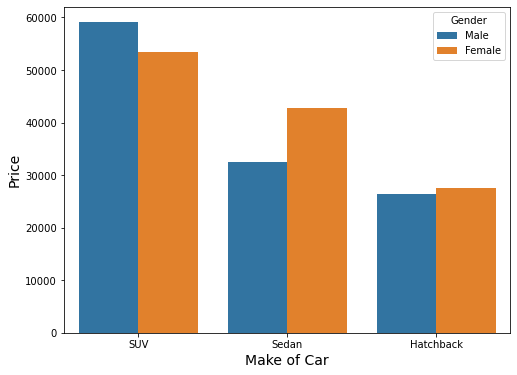 60000
50000
40000
30000
20000
10000
0
Price
Gender
Male
Female
SUV Sedan Hatchback
Make of Car